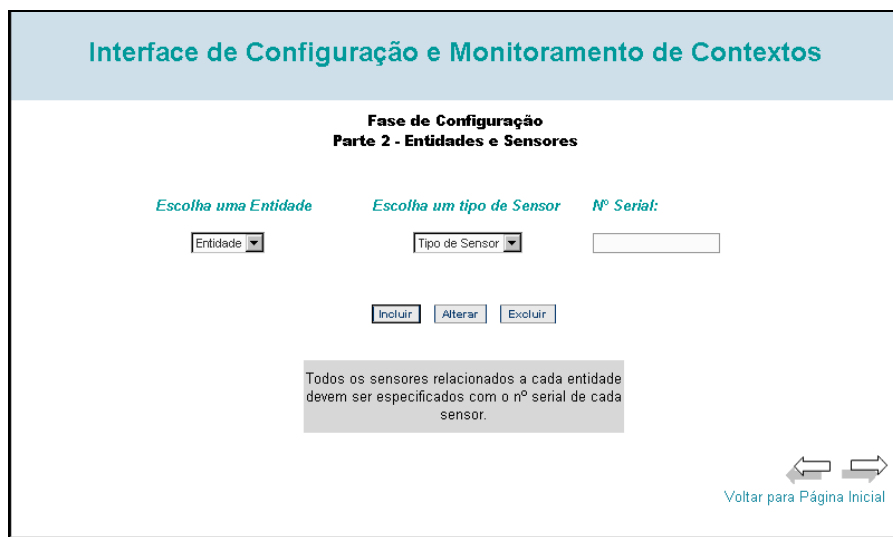 Interface de Configuração e Monitoramento de Contextos
Fase de Configuração
Parte 2 - Entidades e Sensores
Escolha uma Entidade
Escolha um tipo de Sensor
Nº Serial:
Entidade
Tipo de Sensor
Incluir
Alterar
Excluir
Todos os sensores relacionados a cada entidade
devem ser especificados com o nº serial de cada
sensor.
Voltar para Página Inicial